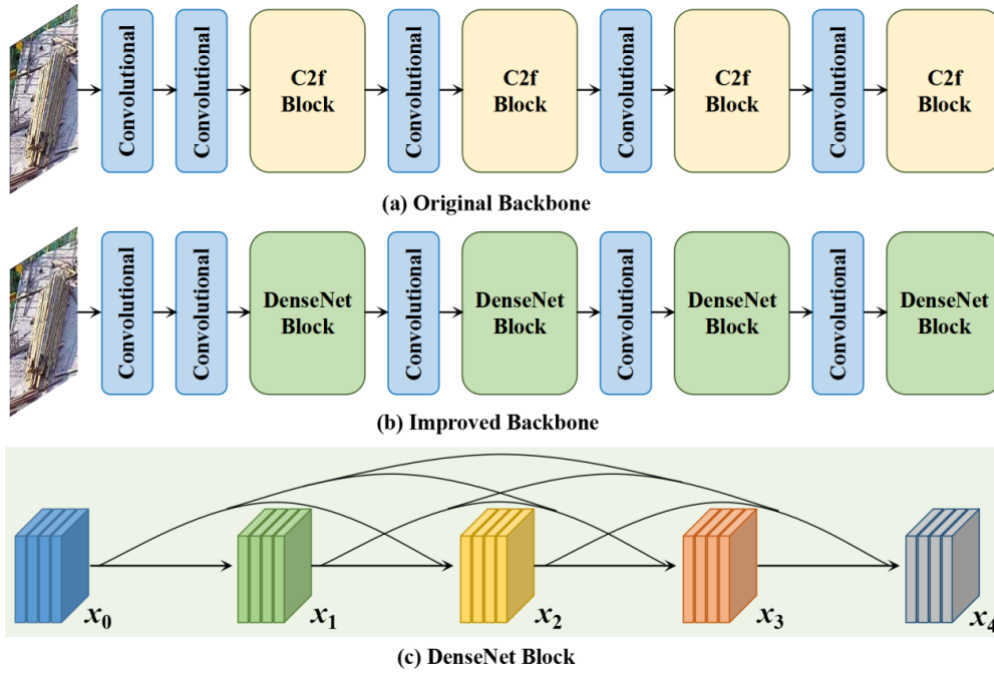 Convolutional
Convolutional
C2f
Block
Convolutional
C2f
Block
Convolutional
C2f
Block
Convolutional
C2f
Block
(a) Original Backbone
Convolutional
Convolutional
DenseNet
Block
Convolutional
DenseNet
Block
Convolutional
DenseNet
Block
Convolutional
DenseNet
Block
(b) Improved Backbone
x₀
x₁
x₂
x₃
x₄
(c) DenseNet Block